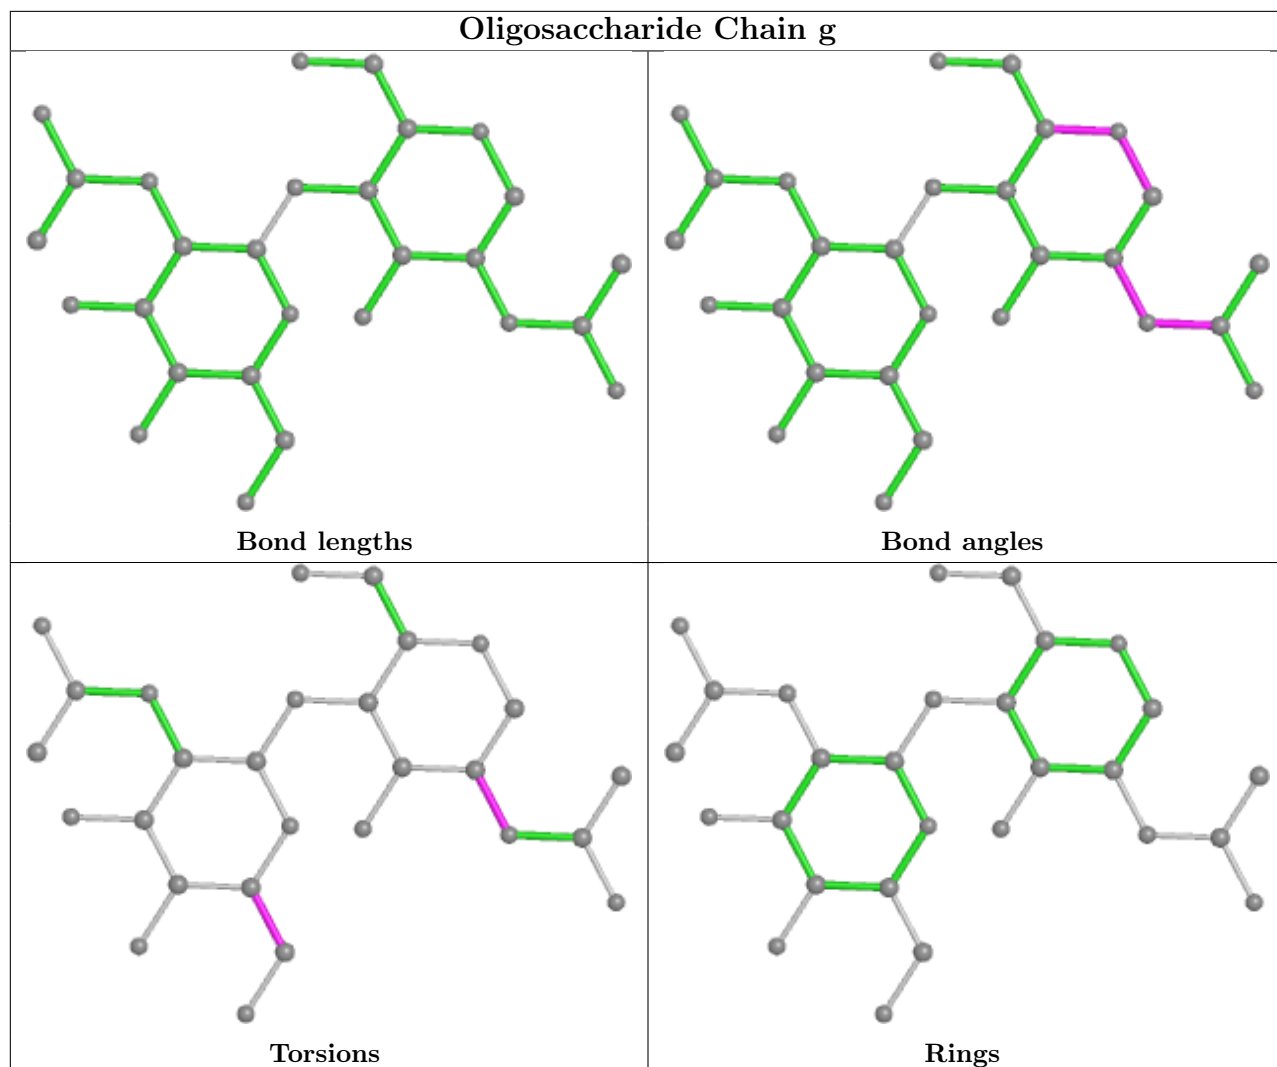 Oligosaccharide Chain g
Bond lengths
Bond angles
Torsions
Rings